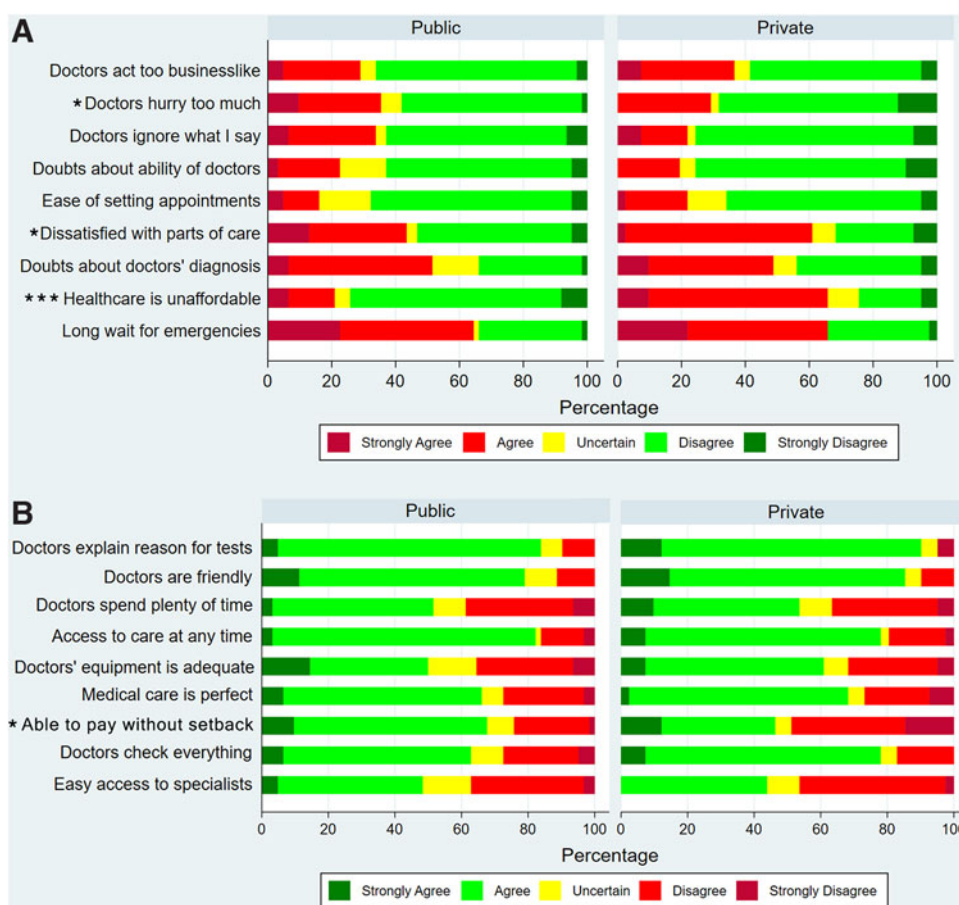 A
Public
Private
Doctors act too businesslike
* Doctors hurry too much
Doctors ignore what I say
Doubts about ability of doctors
Ease of setting appointments
*Dissatisfied with parts of care
Doubts about doctors' diagnosis
*** Healthcare is unaffordable
Long wait for emergencies
0 20 40 60 80 100 0 20 40 60 80 100
Percentage
Strongly Agree Agree Uncertain Disagree Strongly Disagree
B
Public
Private
Doctors explain reason for tests
Doctors are friendly
Doctors spend plenty of time
Access to care at any time
Doctors' equipment is adequate
Medical care is perfect
* Able to pay without setback
Doctors check everything
Easy access to specialists
0 20 40 60 80 100 0 20 40 60 80 100
Percentage
Strongly Agree Agree Uncertain Disagree Strongly Disagree